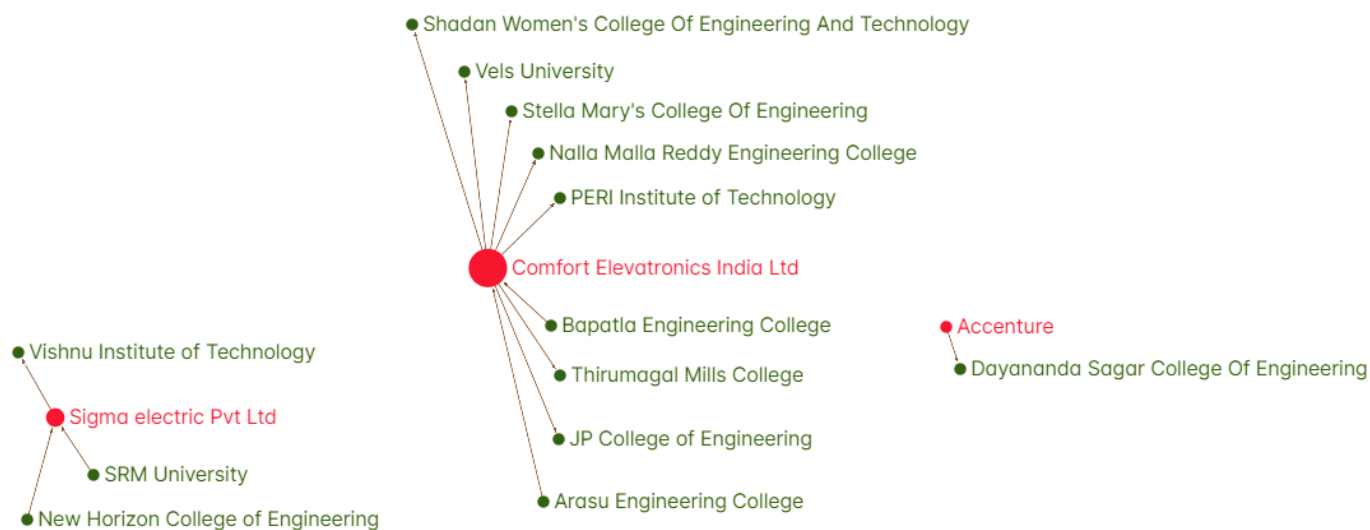 Shadan Women's College Of Engineering And Technology
Vels University
Stella Mary's College Of Engineering
Nalla Malla Reddy Engineering College
PERI Institute of Technology
Comfort Elevatronics India Ltd
Bapatla Engineering College
Accenture
Vishnu Institute of Technology
Thirumagal Mills College
Dayananda Sagar College Of Engineering
Sigma electric Pvt Ltd
JP College of Engineering
SRM University
Arasu Engineering College
New Horizon College of Engineering